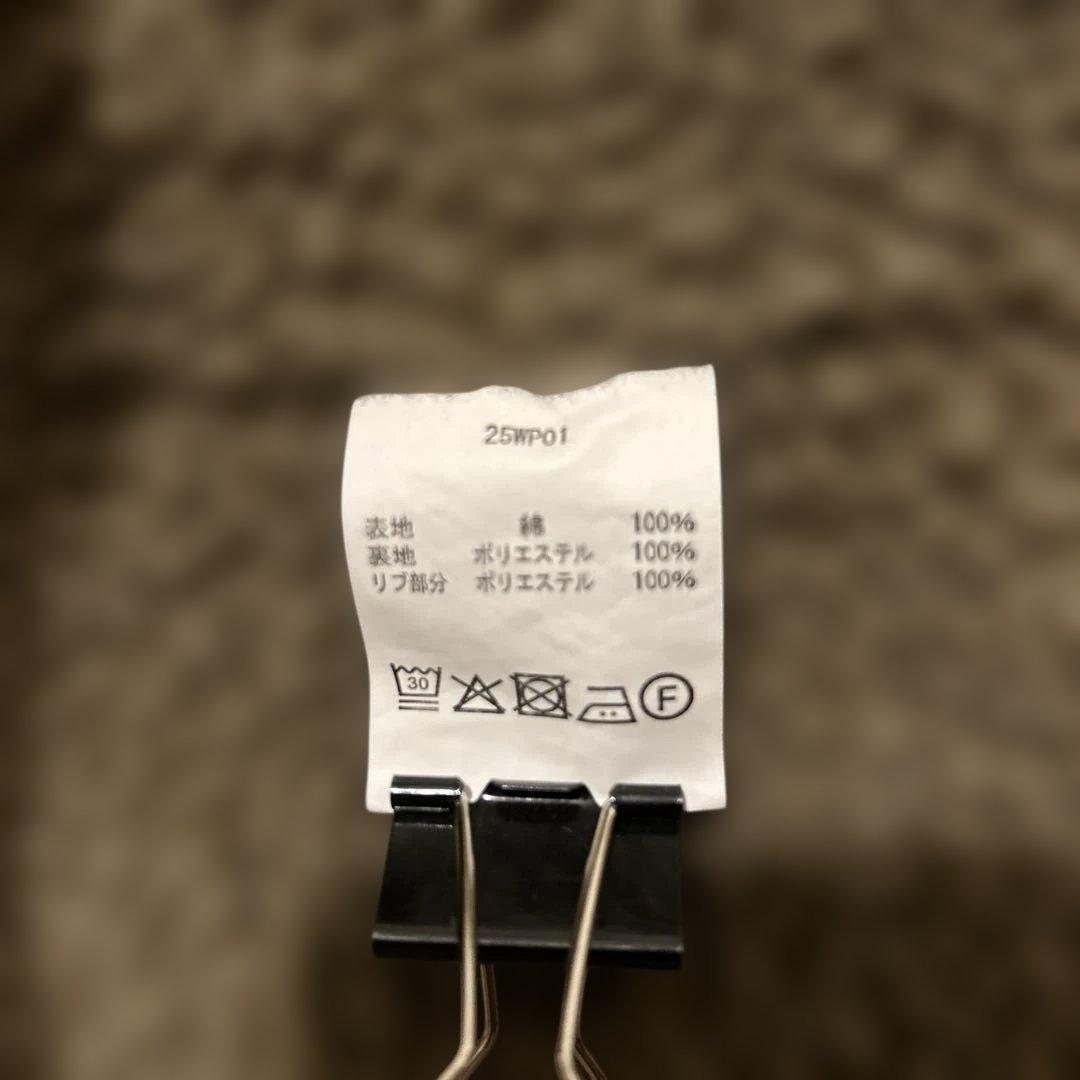 25WP01
表地 綿 100%
裏地 ポリエステル 100%
リブ部分 ポリエステル 100%
30 F